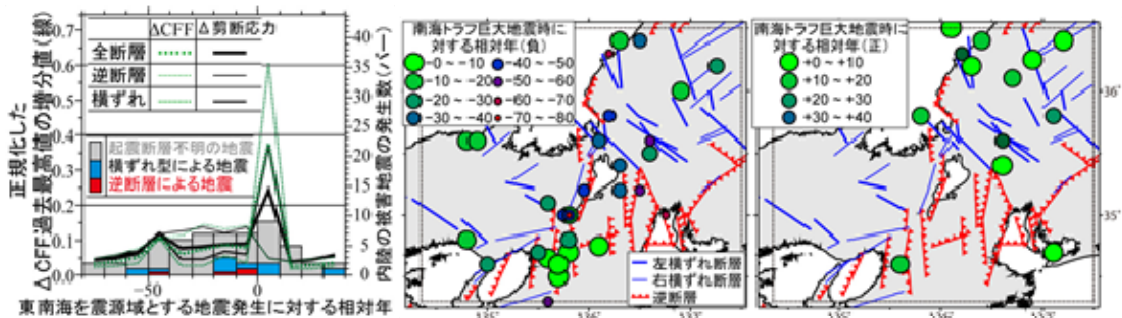 ΔCFF Δ剪断応力
全断層
逆断層
横ずれ
起震断層不明の地震
横ずれ型による地震
逆断層による地震
正規化した
ΔCFF過去最高値の増分値(線)
0.7
0.6
0.5
0.4
0.3
0.2
0.1
0.0
40
35
30
25
20
15
10
5
0
内陸の被害地震の発生数(バー)
−50
0
東南海を震源域とする地震発生に対する相対年
南海トラフ巨大地震時に
対する相対年(負)
−0~−10
−10~−20
−20~−30
−30~−40
−40~−50
−50~−60
−60~−70
−70~−80
36°
35°
左横ずれ断層
右横ずれ断層
逆断層
南海トラフ巨大地震時に
対する相対年(正)
+0~+10
+10~+20
+20~+30
+30~+40
36°
35°